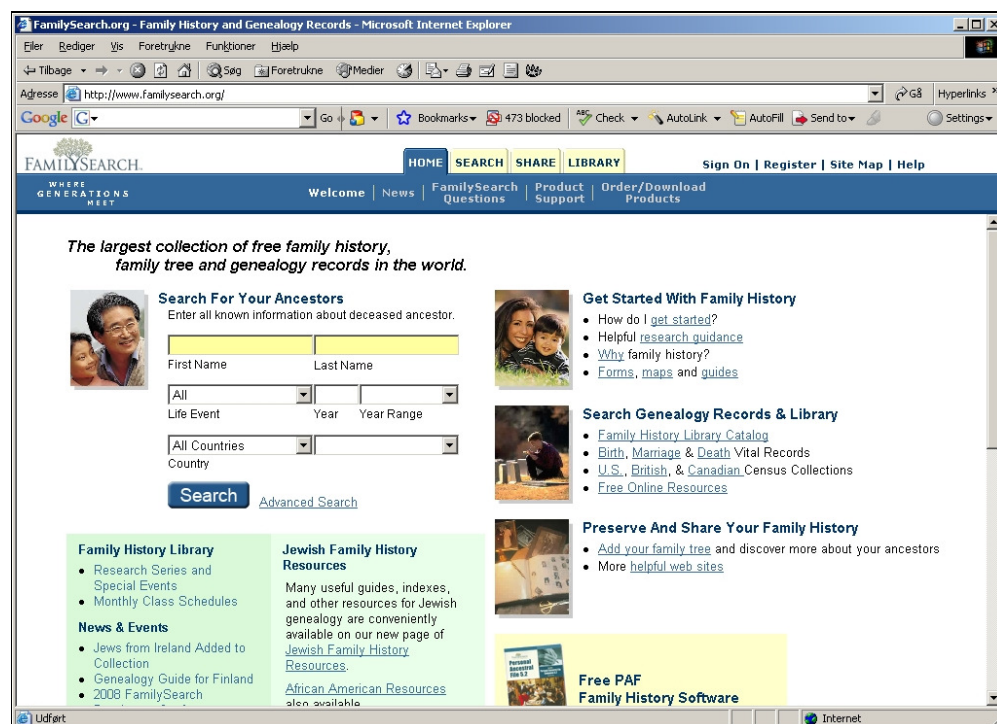 FamilySearch.org - Family History and Genealogy Records - Microsoft Internet Explorer
Filer Rediger Vis Foretrukne Funktioner Hjælp
Tilbage Søg Foretrukne Medier
Adresse http://www.familysearch.org/ Gå Hyperlinks
Google G Go Bookmarks 473 blocked ABC Check AutoLink AutoFill Send to Settings
FAMILYSEARCH.
HOME SEARCH SHARE LIBRARY
Sign On | Register | Site Map | Help
WHERE
GENERATIONS
MEET
Welcome | News | FamilySearch Questions | Product Support | Order/Download Products
The largest collection of free family history,
family tree and genealogy records in the world.
Search For Your Ancestors
Enter all known information about deceased ancestor.
First Name Last Name
All
Life Event Year Year Range
All Countries
Country
Search Advanced Search
Get Started With Family History
• How do I get started?
• Helpful research guidance
• Why family history?
• Forms, maps and guides
Search Genealogy Records & Library
• Family History Library Catalog
• Birth, Marriage & Death Vital Records
• U.S., British, & Canadian Census Collections
• Free Online Resources
Preserve And Share Your Family History
• Add your family tree and discover more about your ancestors
• More helpful web sites
Family History Library
• Research Series and
Special Events
• Monthly Class Schedules
News & Events
• Jews from Ireland Added to
Collection
• Genealogy Guide for Finland
• 2008 FamilySearch
Jewish Family History
Resources
Many useful guides, indexes,
and other resources for Jewish
genealogy are conveniently
available on our new page of
Jewish Family History
Resources.
African American Resources
also available
Personal
Ancestral
File 5.2
Free PAF
Family History Software
Udført Internet